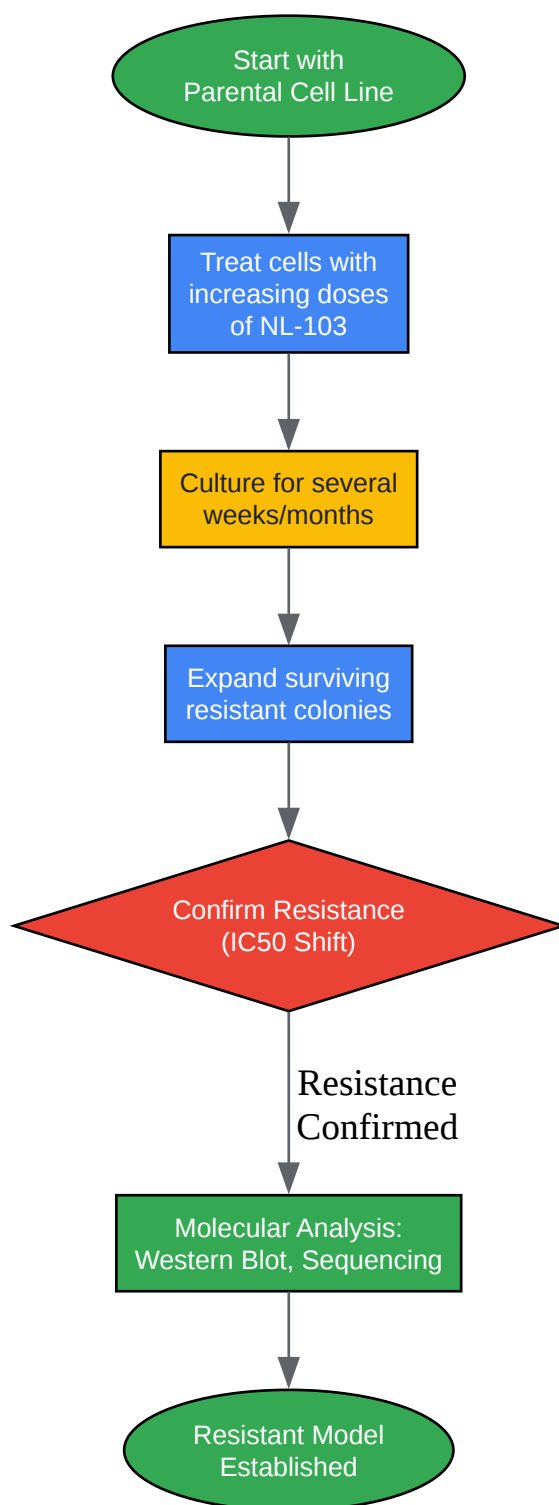 Start with
Parental Cell Line
Treat cells with
increasing doses
of NL-103
Culture for several
weeks/months
Expand surviving
resistant colonies
Confirm Resistance
(IC50 Shift)
Resistance
Confirmed
Molecular Analysis:
Western Blot, Sequencing
Resistant Model
Established